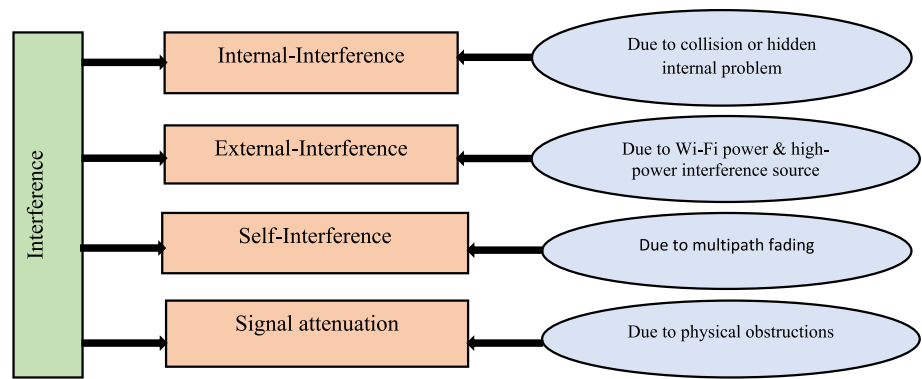 Interference
Internal-Interference
Due to collision or hidden
internal problem
External-Interference
Due to Wi-Fi power & high-
power interference source
Self-Interference
Due to multipath fading
Signal attenuation
Due to physical obstructions